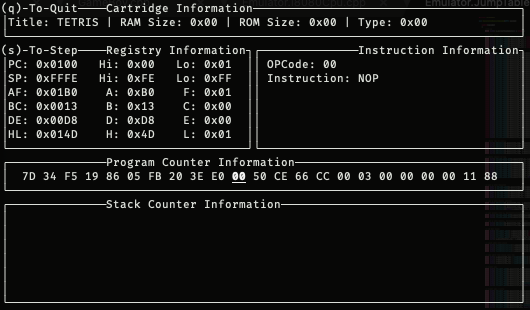 Emulator.I8080Cpu.cpp Emulator.JumpTable
(q)-To-Quit Cartridge Information
Title: TETRIS | RAM Size: 0x00 | ROM Size: 0x00 | Type: 0x00
(s)-To-Step Registry Information Instruction Information
PC: 0x0100 Hi: 0x00 Lo: 0x01 OPCode: 00
SP: 0xFFFE Hi: 0xFE Lo: 0xFF Instruction: NOP
AF: 0x01B0 A: 0xB0 F: 0x01
BC: 0x0013 B: 0x13 C: 0x00
DE: 0x00D8 D: 0xD8 E: 0x00
HL: 0x014D H: 0x4D L: 0x01
Program Counter Information
7D 34 F5 19 86 05 FB 20 3E E0 00 50 CE 66 CC 00 03 00 00 00 00 11 88
Stack Counter Information